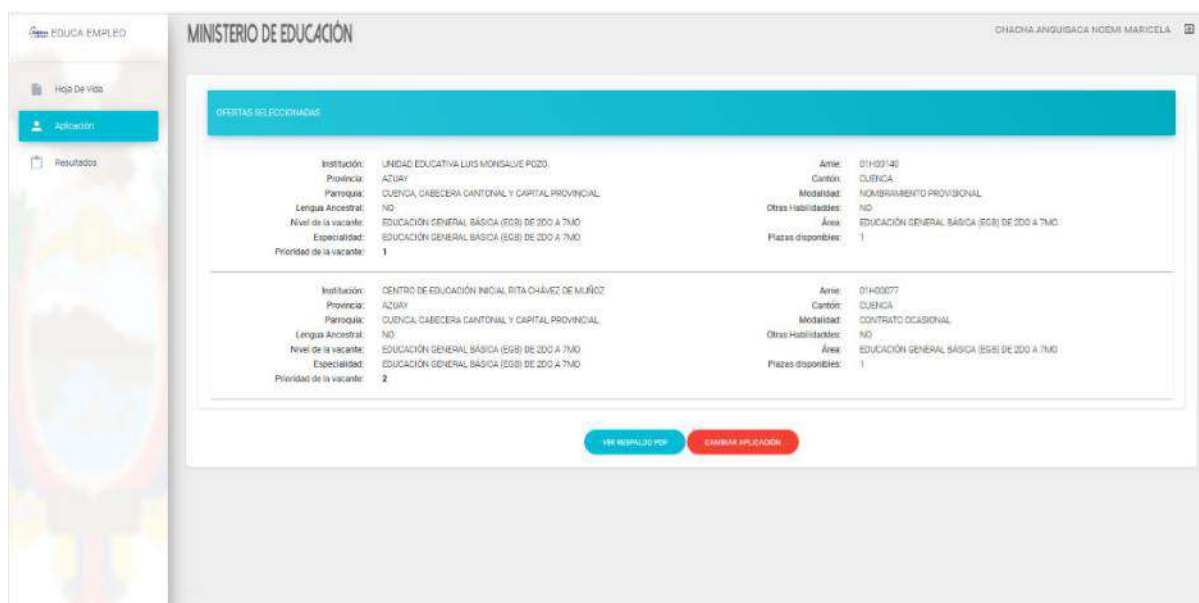 EDUCA EMPLEO
MINISTERIO DE EDUCACIÓN
CHACHA ANGUISACA NOEMI MARICELA
Hoja De Vida
Aplicación
Resultados
OFERTAS SELECCIONADAS
Institución: UNIDAD EDUCATIVA LUIS MONSALVE POZO Amie: 01H00140
Provincia: AZUAY Cantón: CUENCA
Parroquia: CUENCA, CABECERA CANTONAL Y CAPITAL PROVINCIAL. Modalidad: NOMBRAMIENTO PROVISIONAL
Lengua Ancestral: NO Otras Habilidaddes: NO
Nivel de la vacante: EDUCACIÓN GENERAL BÁSICA (EGB) DE 2DO A 7MO Área: EDUCACIÓN GENERAL BÁSICA (EGB) DE 2DO A 7MO
Especialidad: EDUCACIÓN GENERAL BÁSICA (EGB) DE 2DO A 7MO Plazas disponibles: 1
Prioridad de la vacante: 1
Institución: CENTRO DE EDUCACIÓN INICIAL RITA CHÁVEZ DE MUÑOZ Amie: 01H00077
Provincia: AZUAY Cantón: CUENCA
Parroquia: CUENCA, CABECERA CANTONAL Y CAPITAL PROVINCIAL. Modalidad: CONTRATO OCASIONAL
Lengua Ancestral: NO Otras Habilidaddes: NO
Nivel de la vacante: EDUCACIÓN GENERAL BÁSICA (EGB) DE 2DO A 7MO Área: EDUCACIÓN GENERAL BÁSICA (EGB) DE 2DO A 7MO
Especialidad: EDUCACIÓN GENERAL BÁSICA (EGB) DE 2DO A 7MO Plazas disponibles: 1
Prioridad de la vacante: 2
VER RESPALDO PDF CAMBIAR APLICACIÓN